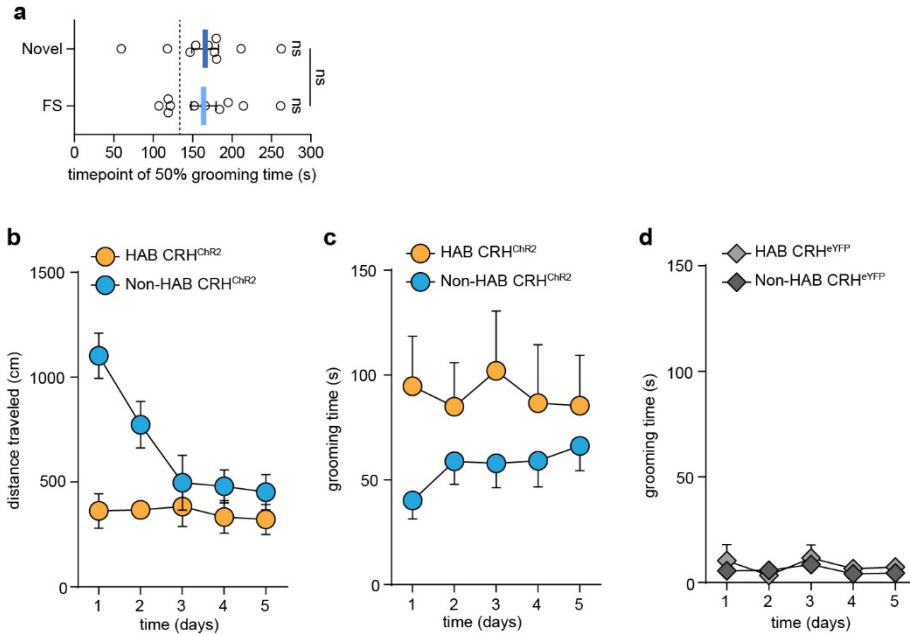 a
Novel
ns
ns
FS
ns
0 50 100 150 200 250 300
timepoint of 50% grooming time (s)
b
HAB CRHChR2
Non-HAB CRHChR2
1500
1000
500
0
distance traveled (cm)
1 2 3 4 5
time (days)
c
HAB CRHChR2
Non-HAB CRHChR2
150
100
50
0
grooming time (s)
1 2 3 4 5
time (days)
d
HAB CRHeYFP
Non-HAB CRHeYFP
150
100
50
0
grooming time (s)
1 2 3 4 5
time (days)